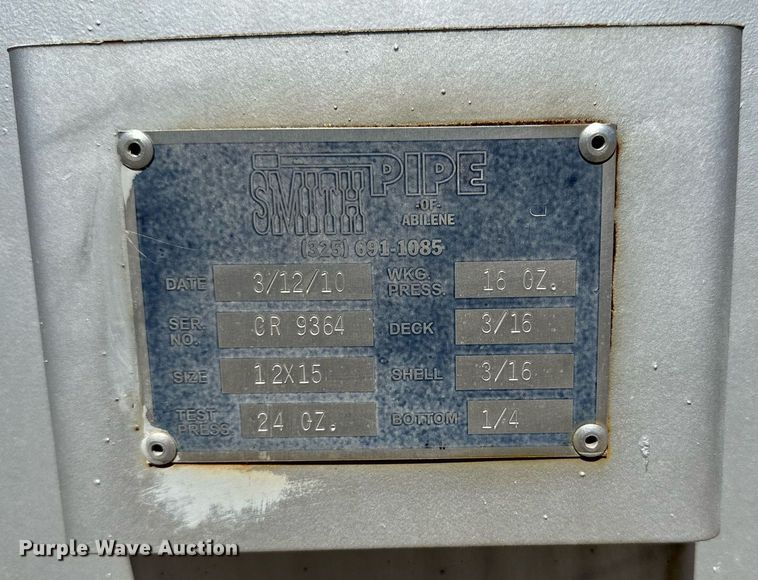 SMITH PIPE
-OF-
ABILENE
(325) 691-1085
DATE 3/12/10 WKG. PRESS. 16 OZ.
SER. NO. CR 9364 DECK 3/16
SIZE 12X15 SHELL 3/16
TEST PRESS 24 OZ. BOTTOM 1/4
Purple Wave Auction